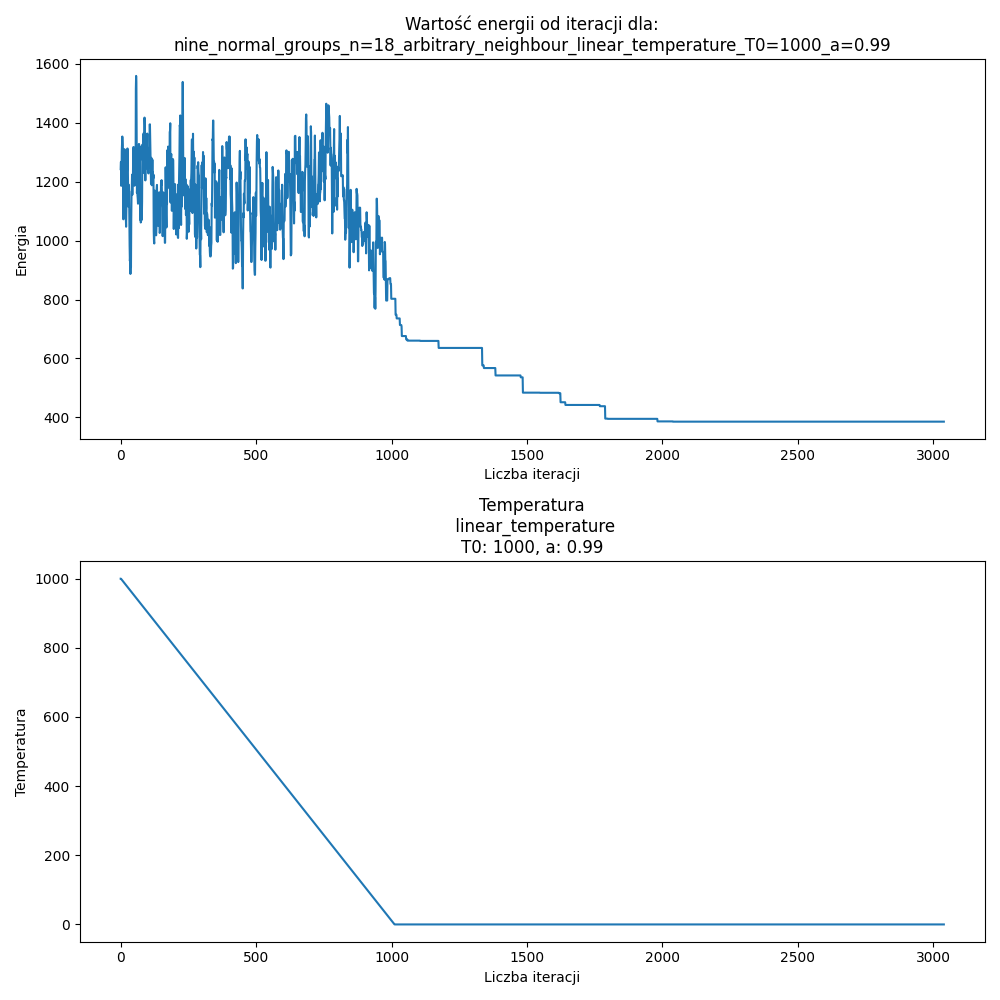 Wartość energii od iteracji dla:
nine_normal_groups_n=18_arbitrary_neighbour_linear_temperature_T0=1000_a=0.99
1600
1400
1200
1000
800
600
400
Energia
0 500 1000 1500 2000 2500 3000
Liczba iteracji
Temperatura
linear_temperature
T0: 1000, a: 0.99
1000
800
600
400
200
0
Temperatura
0 500 1000 1500 2000 2500 3000
Liczba iteracji